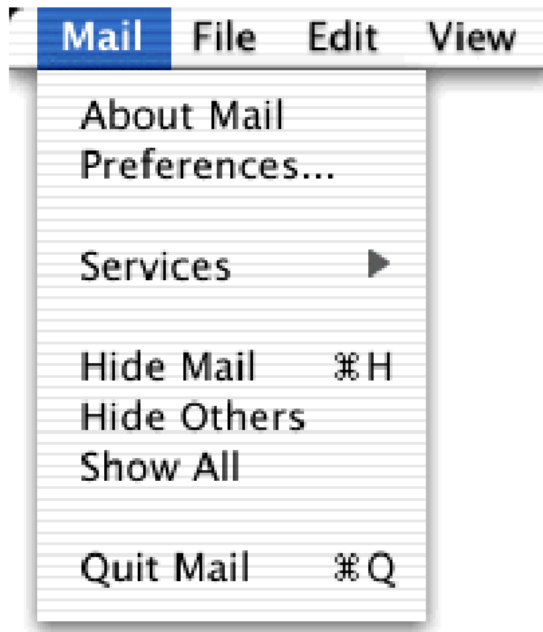 Mail File Edit View
About Mail
Preferences...
Services
Hide Mail ⌘H
Hide Others
Show All
Quit Mail ⌘Q